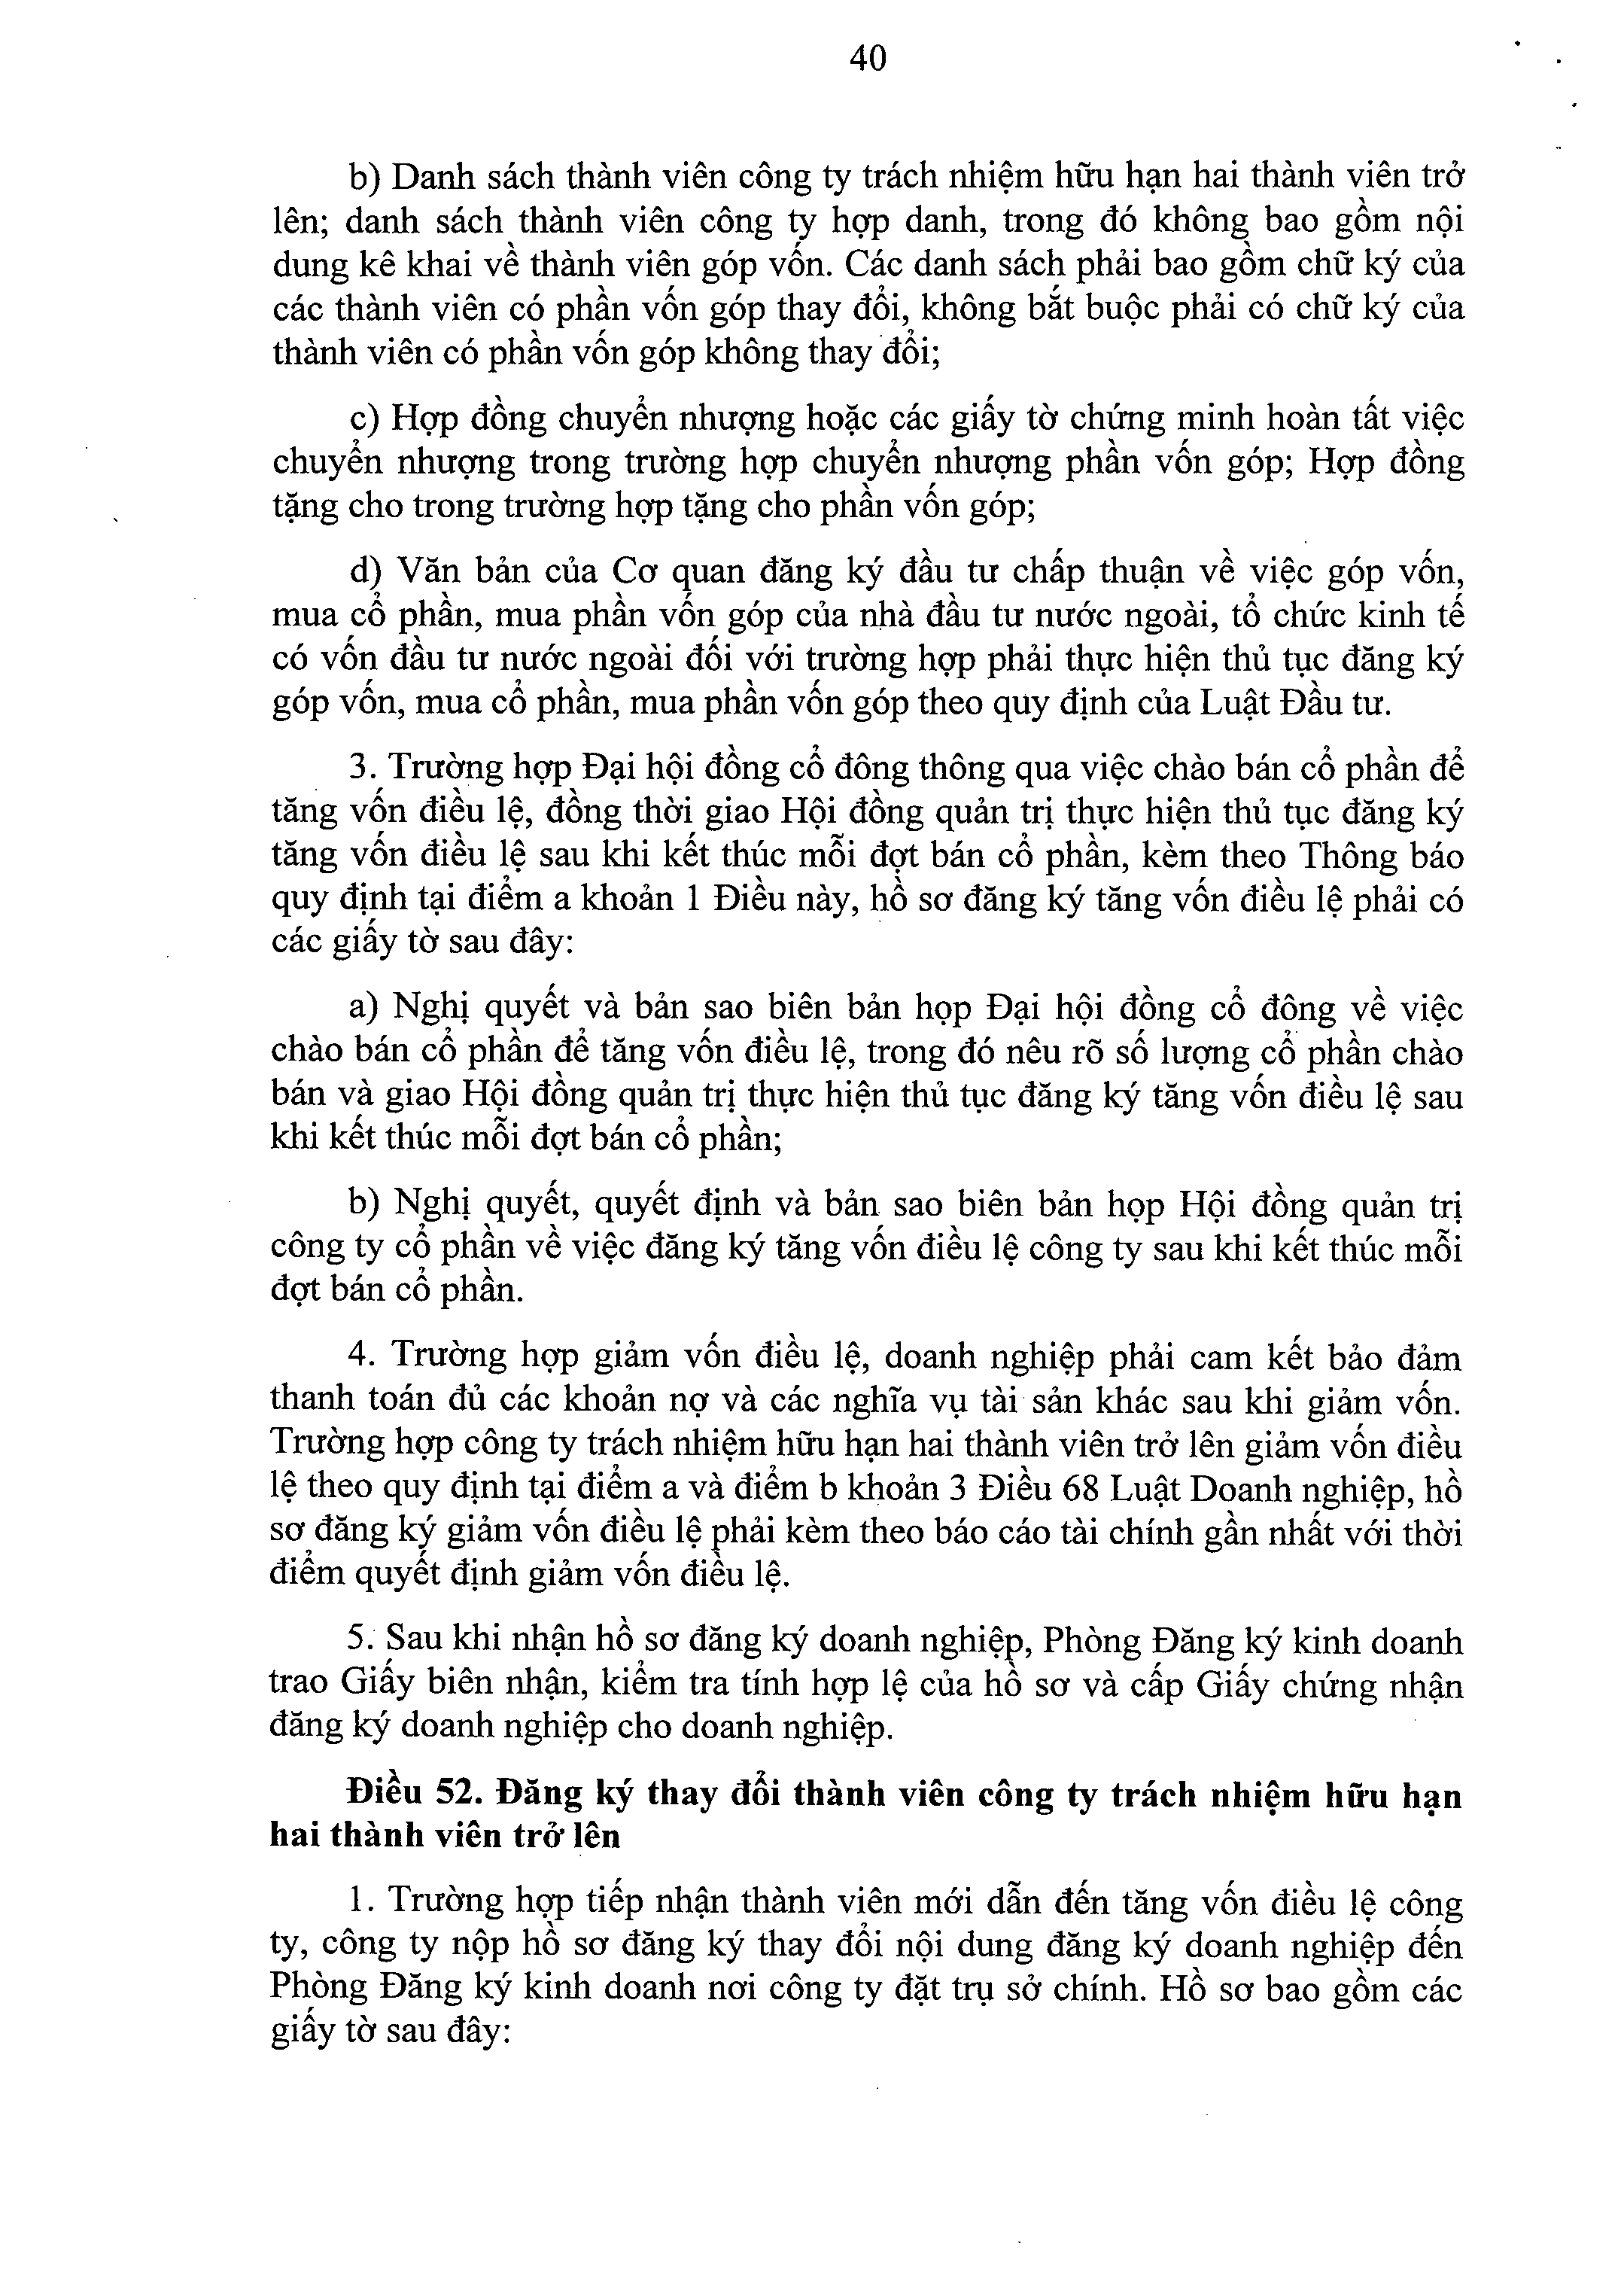 40
b) Danh sách thành viên công ty trách nhiệm hữu hạn hai thành viên trở
lên; danh sách thành viên công ty hợp danh, trong đó không bao gồm nội
dung kê khai về thành viên góp vốn. Các danh sách phải bao gồm chữ ký của
các thành viên có phần vốn góp thay đổi, không bắt buộc phải có chữ ký của
thành viên có phần vốn góp không thay đổi;
c) Hợp đồng chuyển nhượng hoặc các giấy tờ chứng minh hoàn tất việc
chuyển nhượng trong trường hợp chuyển nhượng phần vốn góp; Hợp đồng
tặng cho trong trường hợp tặng cho phần vốn góp;
d) Văn bản của Cơ quan đăng ký đầu tư chấp thuận về việc góp vốn,
mua cổ phần, mua phần vốn góp của nhà đầu tư nước ngoài, tổ chức kinh tế
có vốn đầu tư nước ngoài đối với trường hợp phải thực hiện thủ tục đăng ký
góp vốn, mua cổ phần, mua phần vốn góp theo quy định của Luật Đầu tư.
3. Trường hợp Đại hội đồng cổ đông thông qua việc chào bán cổ phần để
tăng vốn điều lệ, đồng thời giao Hội đồng quản trị thực hiện thủ tục đăng ký
tăng vốn điều lệ sau khi kết thúc mỗi đợt bán cổ phần, kèm theo Thông báo
quy định tại điểm a khoản 1 Điều này, hồ sơ đăng ký tăng vốn điều lệ phải có
các giấy tờ sau đây:
a) Nghị quyết và bản sao biên bản họp Đại hội đồng cổ đông về việc
chào bán cổ phần để tăng vốn điều lệ, trong đó nêu rõ số lượng cổ phần chào
bán và giao Hội đồng quản trị thực hiện thủ tục đăng ký tăng vốn điều lệ sau
khi kết thúc mỗi đợt bán cổ phần;
b) Nghị quyết, quyết định và bản sao biên bản họp Hội đồng quản trị
công ty cổ phần về việc đăng ký tăng vốn điều lệ công ty sau khi kết thúc mỗi
đợt bán cổ phần.
4. Trường hợp giảm vốn điều lệ, doanh nghiệp phải cam kết bảo đảm
thanh toán đủ các khoản nợ và các nghĩa vụ tài sản khác sau khi giảm vốn.
Trường hợp công ty trách nhiệm hữu hạn hai thành viên trở lên giảm vốn điều
lệ theo quy định tại điểm a và điểm b khoản 3 Điều 68 Luật Doanh nghiệp, hồ
sơ đăng ký giảm vốn điều lệ phải kèm theo báo cáo tài chính gần nhất với thời
điểm quyết định giảm vốn điều lệ.
5. Sau khi nhận hồ sơ đăng ký doanh nghiệp, Phòng Đăng ký kinh doanh
trao Giấy biên nhận, kiểm tra tính hợp lệ của hồ sơ và cấp Giấy chứng nhận
đăng ký doanh nghiệp cho doanh nghiệp.
Điều 52. Đăng ký thay đổi thành viên công ty trách nhiệm hữu hạn
hai thành viên trở lên
1. Trường hợp tiếp nhận thành viên mới dẫn đến tăng vốn điều lệ công
ty, công ty nộp hồ sơ đăng ký thay đổi nội dung đăng ký doanh nghiệp đến
Phòng Đăng ký kinh doanh nơi công ty đặt trụ sở chính. Hồ sơ bao gồm các
giấy tờ sau đây: